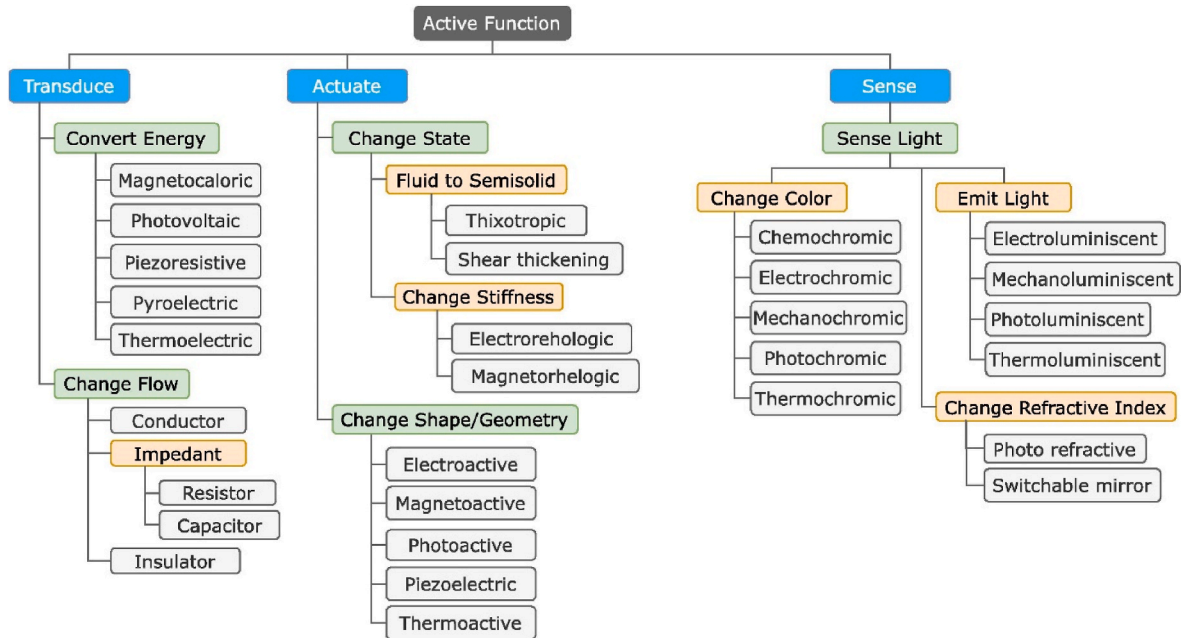 Active Function
Transduce
Convert Energy
Magnetocaloric
Photovoltaic
Piezoresistive
Pyroelectric
Thermoelectric
Change Flow
Conductor
Impedant
Resistor
Capacitor
Insulator
Actuate
Change State
Fluid to Semisolid
Thixotropic
Shear thickening
Change Stiffness
Electrorehologic
Magnetorhelogic
Change Shape/Geometry
Electroactive
Magnetoactive
Photoactive
Piezoelectric
Thermoactive
Sense
Sense Light
Change Color
Chemochromic
Electrochromic
Mechanochromic
Photochromic
Thermochromic
Emit Light
Electroluminiscent
Mechanoluminiscent
Photoluminiscent
Thermoluminiscent
Change Refractive Index
Photo refractive
Switchable mirror